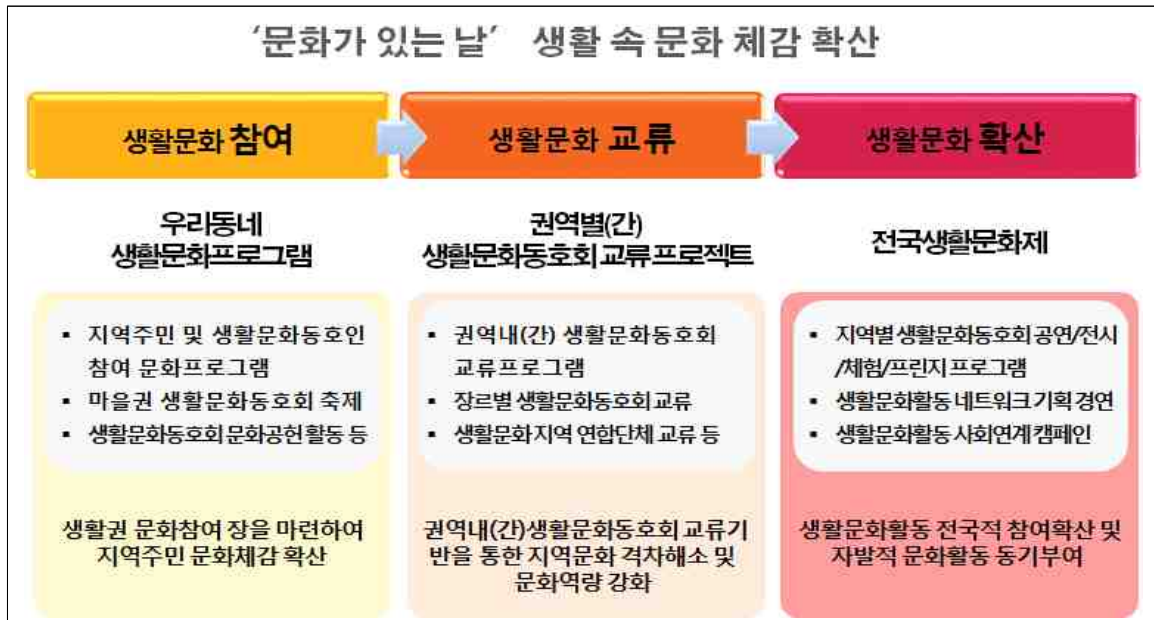 ‘문화가 있는 날’ 생활 속 문화 체감 확산
생활문화 참여
생활문화 교류
생활문화 확산
우리동네
생활문화프로그램
▪ 지역주민 및 생활문화동호인
참여 문화프로그램
▪ 마을권 생활문화동호회 축제
▪ 생활문화동호회 문화공헌 활동 등
생활권 문화참여 장을 마련하여
지역주민 문화체감 확산
권역별(간)
생활문화동호회 교류 프로젝트
▪ 권역내(간) 생활문화동호회
교류프로그램
▪ 장르별 생활문화동호회 교류
▪ 생활문화 지역 연합단체 교류 등
권역내(간)생활문화동호회 교류기
반을 통한 지역문화 격차해소 및
문화역량 강화
전국생활문화제
▪ 지역별 생활문화동호회 공연/전시
/체험/프린지 프로그램
▪ 생활문화활동 네트워크 기획 경연
▪ 생활문화활동 사회연계 캠페인
생활문화활동 전국적 참여확산 및
자발적 문화활동 동기부여